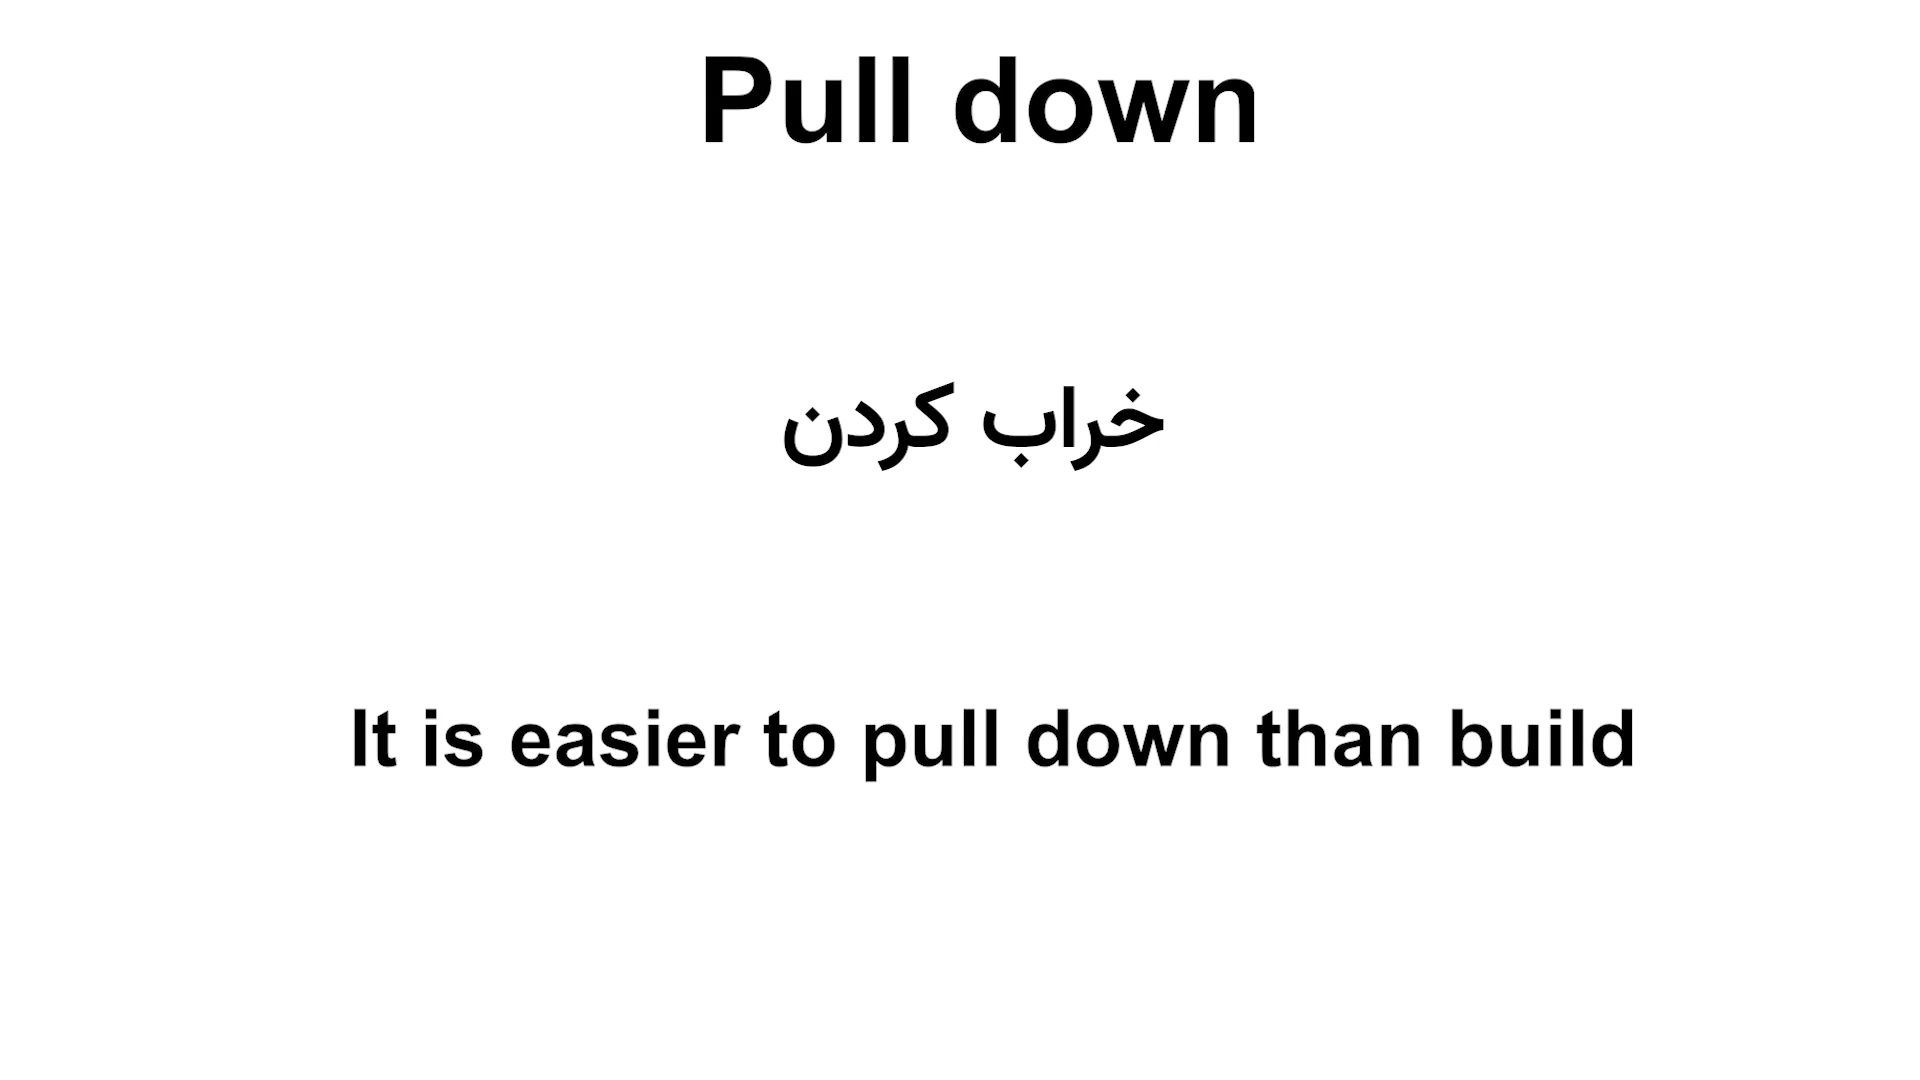 Pull down
خراب کردن
It is easier to pull down than build